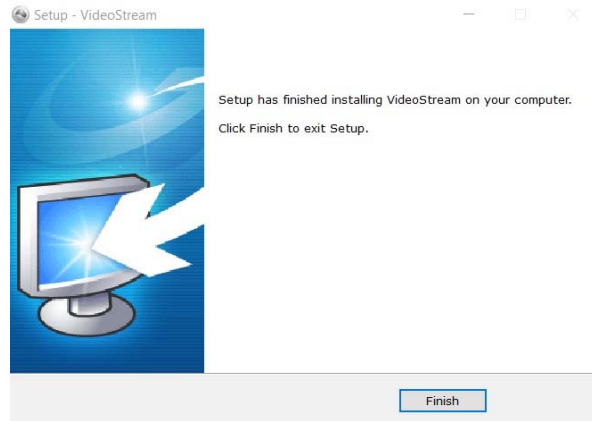 Setup - VideoStream
Setup has finished installing VideoStream on your computer.
Click Finish to exit Setup.
Finish